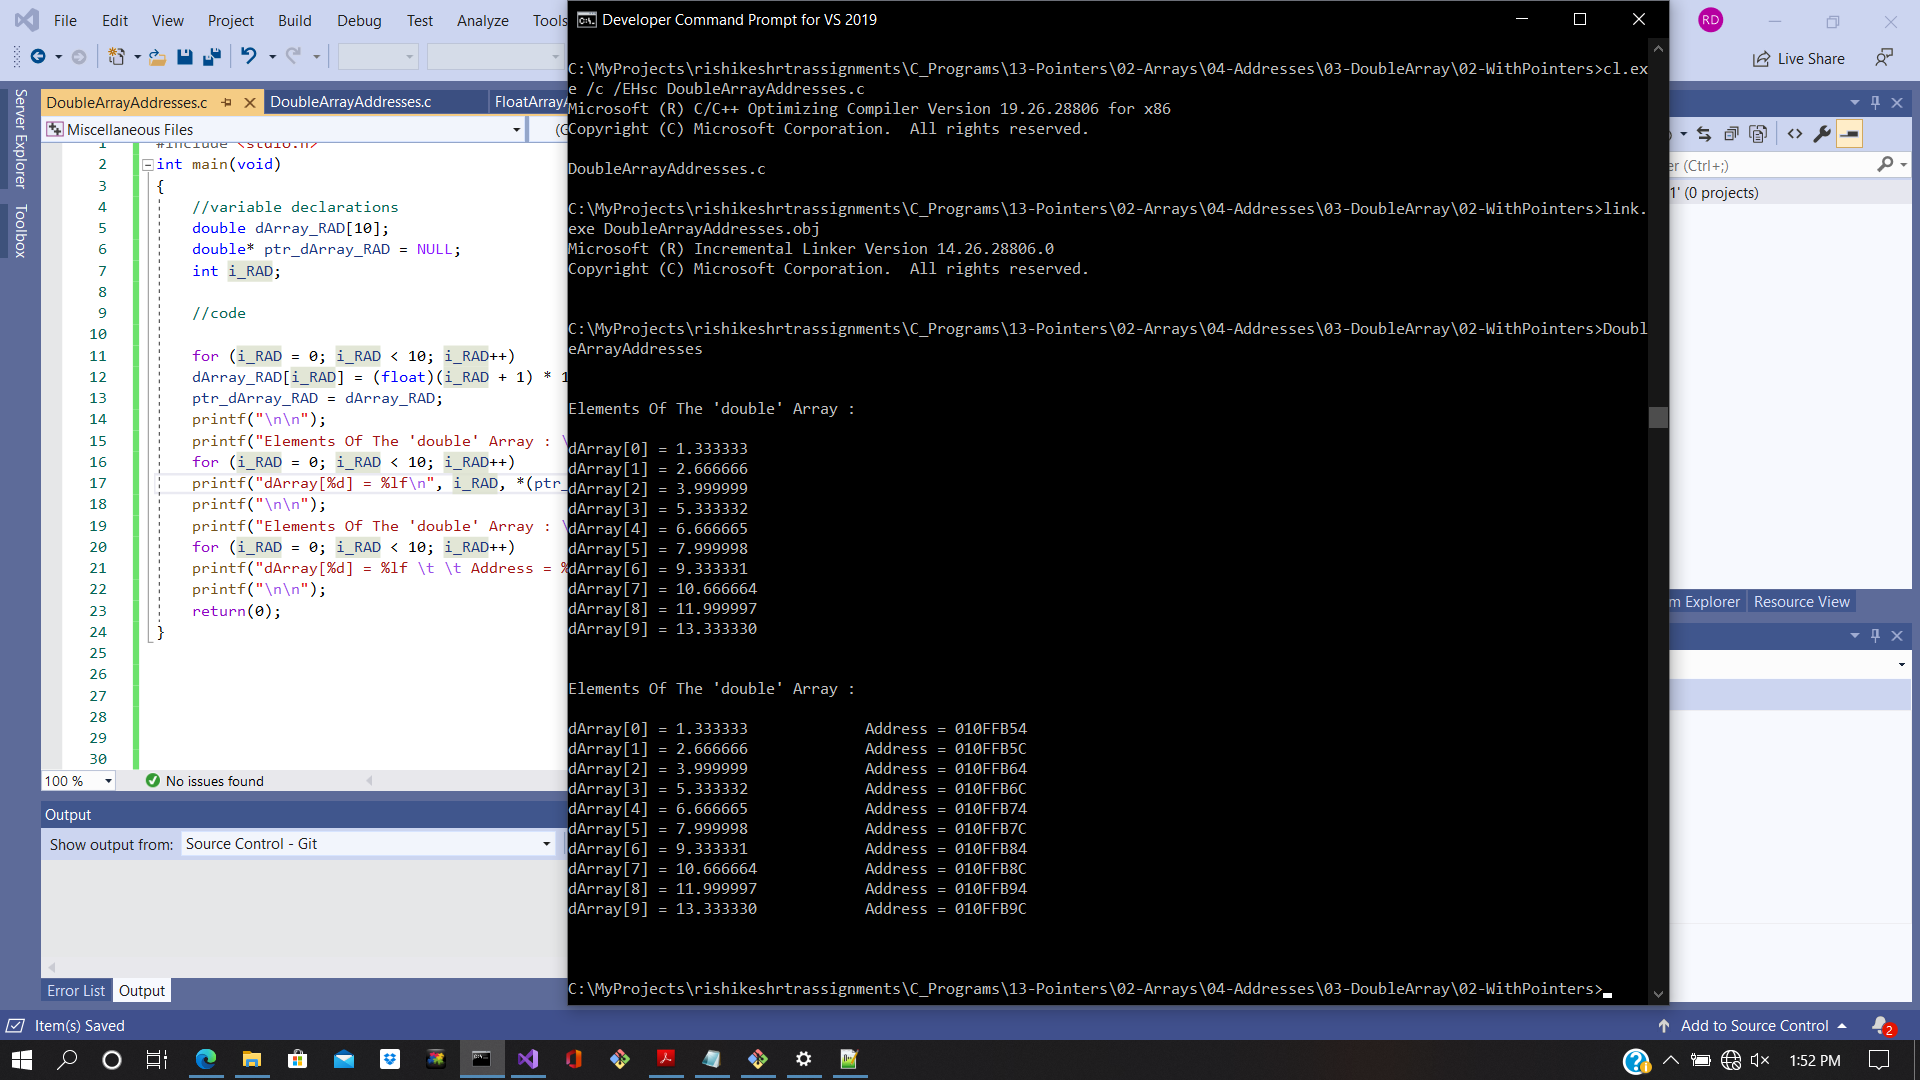 File Edit View Project Build Debug Test Analyze Tools
Developer Command Prompt for VS 2019
RD
Live Share
Server Explorer
Toolbox
DoubleArrayAddresses.c
DoubleArrayAddresses.c
FloatArrayA
Miscellaneous Files
1 #include <stdio.h>
2 int main(void)
3 {
4 //variable declarations
5 double dArray_RAD[10];
6 double* ptr_dArray_RAD = NULL;
7 int i_RAD;
8
9 //code
10
11 for (i_RAD = 0; i_RAD < 10; i_RAD++)
12 dArray_RAD[i_RAD] = (float)(i_RAD + 1) * 1
13 ptr_dArray_RAD = dArray_RAD;
14 printf("\n\n");
15 printf("Elements Of The 'double' Array : \
16 for (i_RAD = 0; i_RAD < 10; i_RAD++)
17 printf("dArray[%d] = %lf\n", i_RAD, *(ptr_
18 printf("\n\n");
19 printf("Elements Of The 'double' Array : \
20 for (i_RAD = 0; i_RAD < 10; i_RAD++)
21 printf("dArray[%d] = %lf \t \t Address = %
22 printf("\n\n");
23 return(0);
24 }
25
26
27
28
29
30
100 %
No issues found
Output
Show output from: Source Control - Git
Error List Output
C:\MyProjects\rishikeshrtrassignments\C_Programs\13-Pointers\02-Arrays\04-Addresses\03-DoubleArray\02-WithPointers>cl.ex
e /c /EHsc DoubleArrayAddresses.c
Microsoft (R) C/C++ Optimizing Compiler Version 19.26.28806 for x86
Copyright (C) Microsoft Corporation.  All rights reserved.
DoubleArrayAddresses.c
C:\MyProjects\rishikeshrtrassignments\C_Programs\13-Pointers\02-Arrays\04-Addresses\03-DoubleArray\02-WithPointers>link.
exe DoubleArrayAddresses.obj
Microsoft (R) Incremental Linker Version 14.26.28806.0
Copyright (C) Microsoft Corporation.  All rights reserved.
C:\MyProjects\rishikeshrtrassignments\C_Programs\13-Pointers\02-Arrays\04-Addresses\03-DoubleArray\02-WithPointers>Doubl
eArrayAddresses
Elements Of The 'double' Array :
dArray[0] = 1.333333
dArray[1] = 2.666666
dArray[2] = 3.999999
dArray[3] = 5.333332
dArray[4] = 6.666665
dArray[5] = 7.999998
dArray[6] = 9.333331
dArray[7] = 10.666664
dArray[8] = 11.999997
dArray[9] = 13.333330
Elements Of The 'double' Array :
dArray[0] = 1.333333 Address = 010FFB54
dArray[1] = 2.666666 Address = 010FFB5C
dArray[2] = 3.999999 Address = 010FFB64
dArray[3] = 5.333332 Address = 010FFB6C
dArray[4] = 6.666665 Address = 010FFB74
dArray[5] = 7.999998 Address = 010FFB7C
dArray[6] = 9.333331 Address = 010FFB84
dArray[7] = 10.666664 Address = 010FFB8C
dArray[8] = 11.999997 Address = 010FFB94
dArray[9] = 13.333330 Address = 010FFB9C
C:\MyProjects\rishikeshrtrassignments\C_Programs\13-Pointers\02-Arrays\04-Addresses\03-DoubleArray\02-WithPointers>
er (Ctrl+;)
1' (0 projects)
m Explorer
Resource View
Item(s) Saved
Add to Source Control
2
1:52 PM